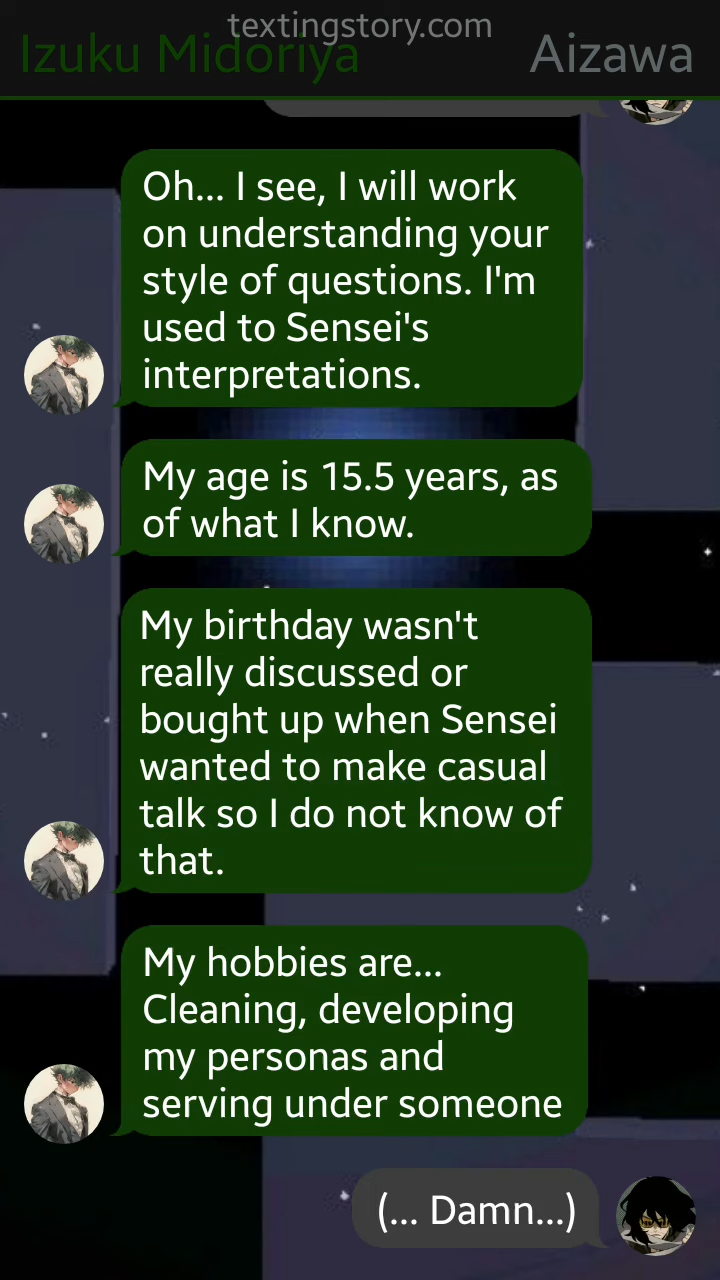 textingstory.com
Izuku Midoriya
Aizawa
Oh... I see, I will work
on understanding your
style of questions. I'm
used to Sensei's
interpretations.
My age is 15.5 years, as
of what I know.
My birthday wasn't
really discussed or
bought up when Sensei
wanted to make casual
talk so I do not know of
that.
My hobbies are...
Cleaning, developing
my personas and
serving under someone
(... Damn...)